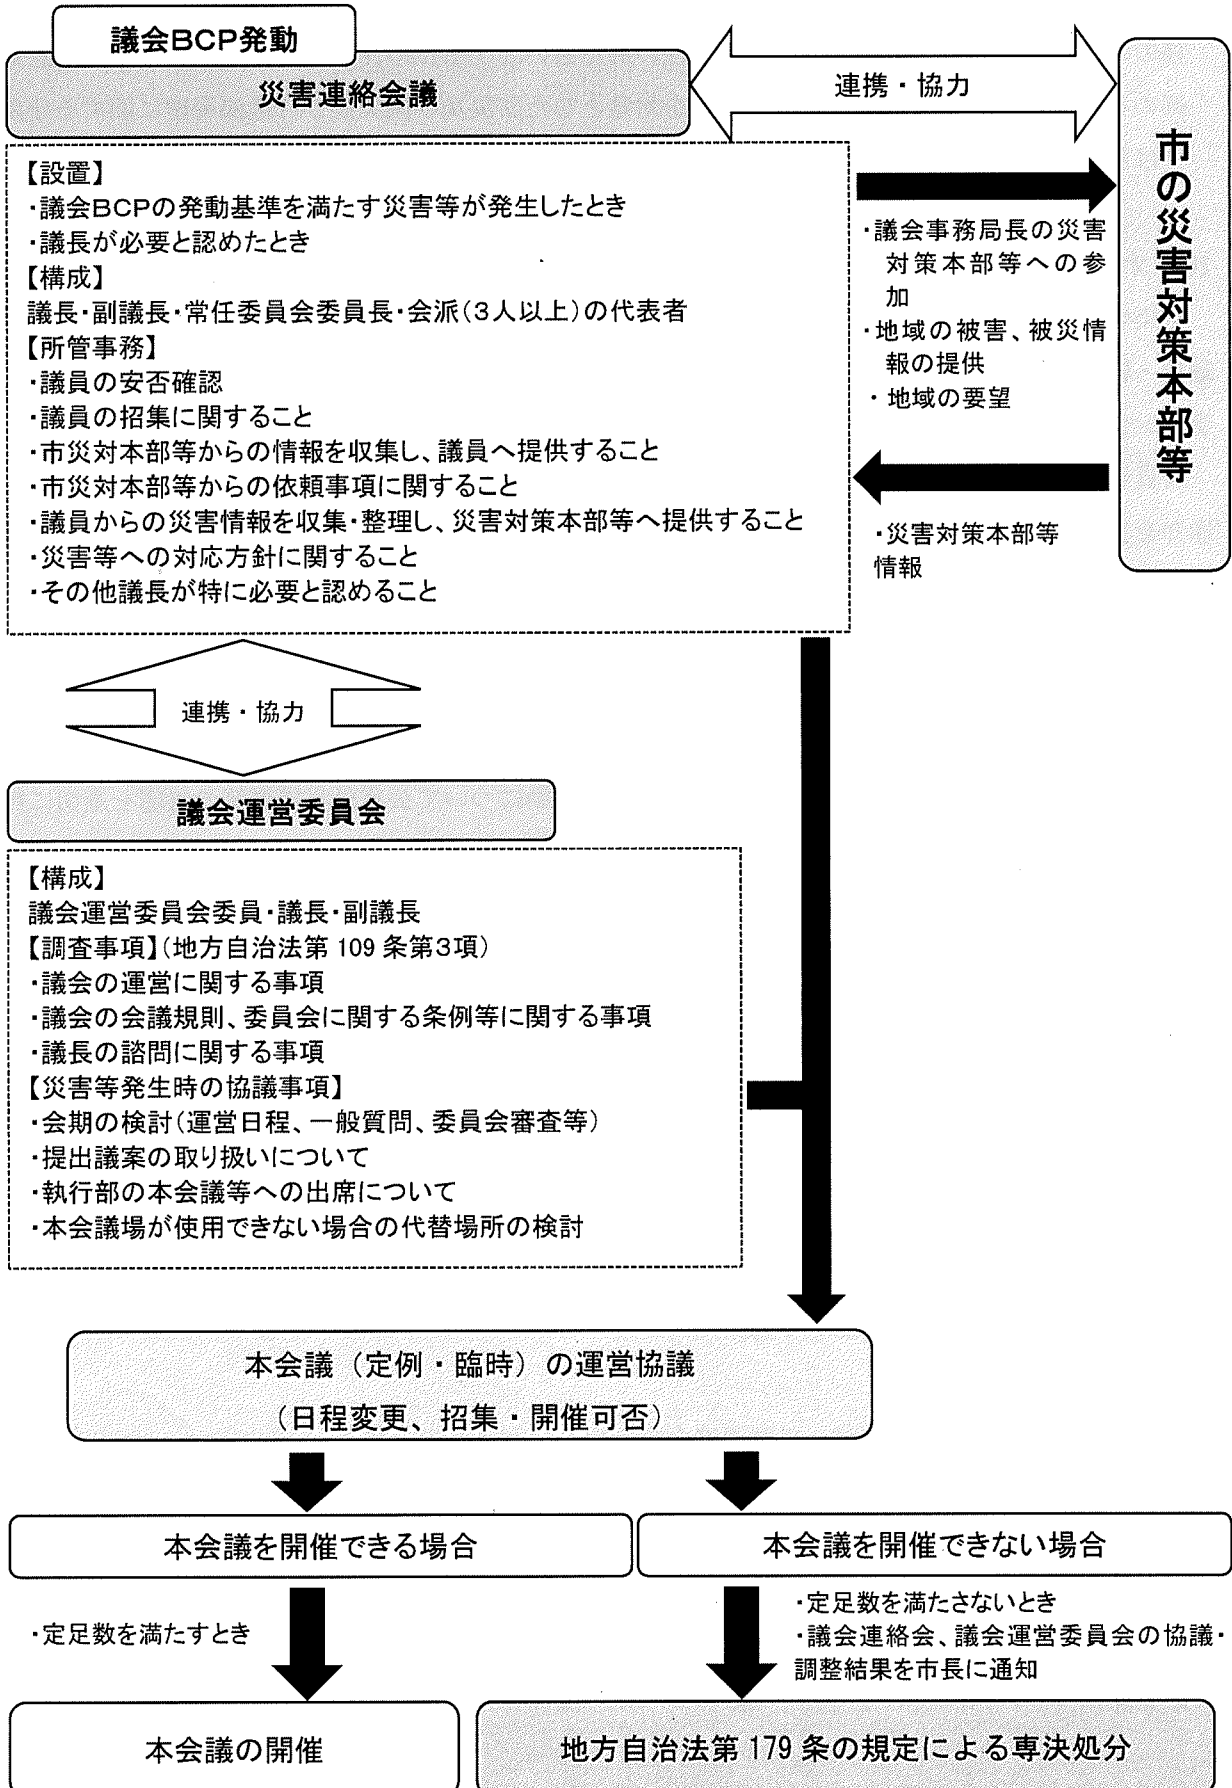 議会BCP発動
災害連絡会議
連携・協力
市の災害対策本部等
【設置】
・議会BCPの発動基準を満たす災害等が発生したとき
・議長が必要と認めたとき
【構成】
議長・副議長・常任委員会委員長・会派(3人以上)の代表者
【所管事務】
・議員の安否確認
・議員の招集に関すること
・市災対本部等からの情報を収集し、議員へ提供すること
・市災対本部等からの依頼事項に関すること
・議員からの災害情報を収集・整理し、災害対策本部等へ提供すること
・災害等への対応方針に関すること
・その他議長が特に必要と認めること
・議会事務局長の災害
対策本部等への参
加
・地域の被害、被災情
報の提供
・地域の要望
・災害対策本部等
情報
連携・協力
議会運営委員会
【構成】
議会運営委員会委員・議長・副議長
【調査事項】(地方自治法第109条第3項)
・議会の運営に関する事項
・議会の会議規則、委員会に関する条例等に関する事項
・議長の諮問に関する事項
【災害等発生時の協議事項】
・会期の検討(運営日程、一般質問、委員会審査等)
・提出議案の取り扱いについて
・執行部の本会議等への出席について
・本会議場が使用できない場合の代替場所の検討
本会議(定例・臨時)の運営協議
(日程変更、招集・開催可否)
本会議を開催できる場合
本会議を開催できない場合
・定足数を満たすとき
・定足数を満たさないとき
・議会連絡会、議会運営委員会の協議・
調整結果を市長に通知
本会議の開催
地方自治法第179条の規定による専決処分